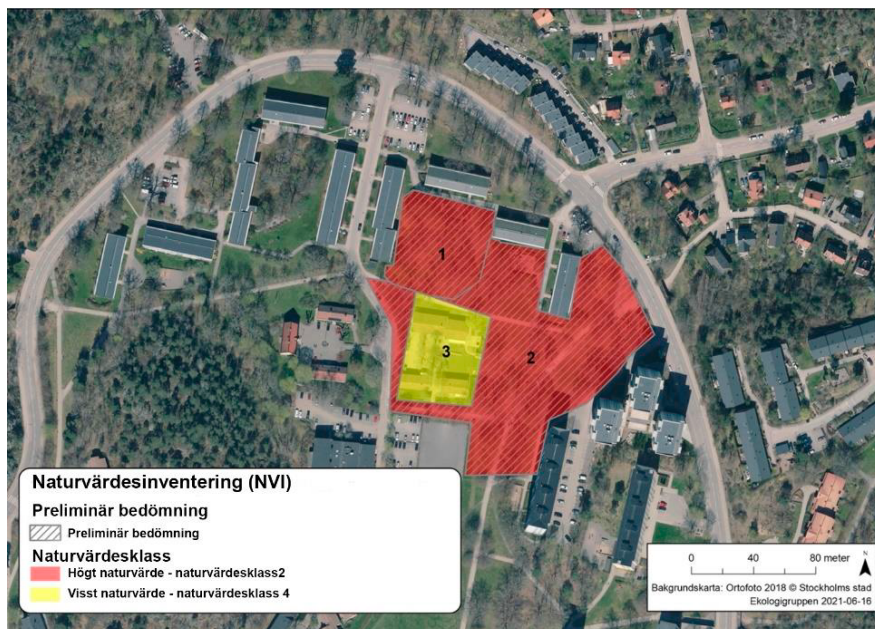 1
2
3
Naturvärdesinventering (NVI)
Preliminär bedömning
Preliminär bedömning
Naturvärdesklass
Högt naturvärde - naturvärdesklass2
Visst naturvärde - naturvärdesklass 4
0 40 80 meter
N
Bakgrundskarta: Ortofoto 2018 © Stockholms stad
Ekologigruppen 2021-06-16